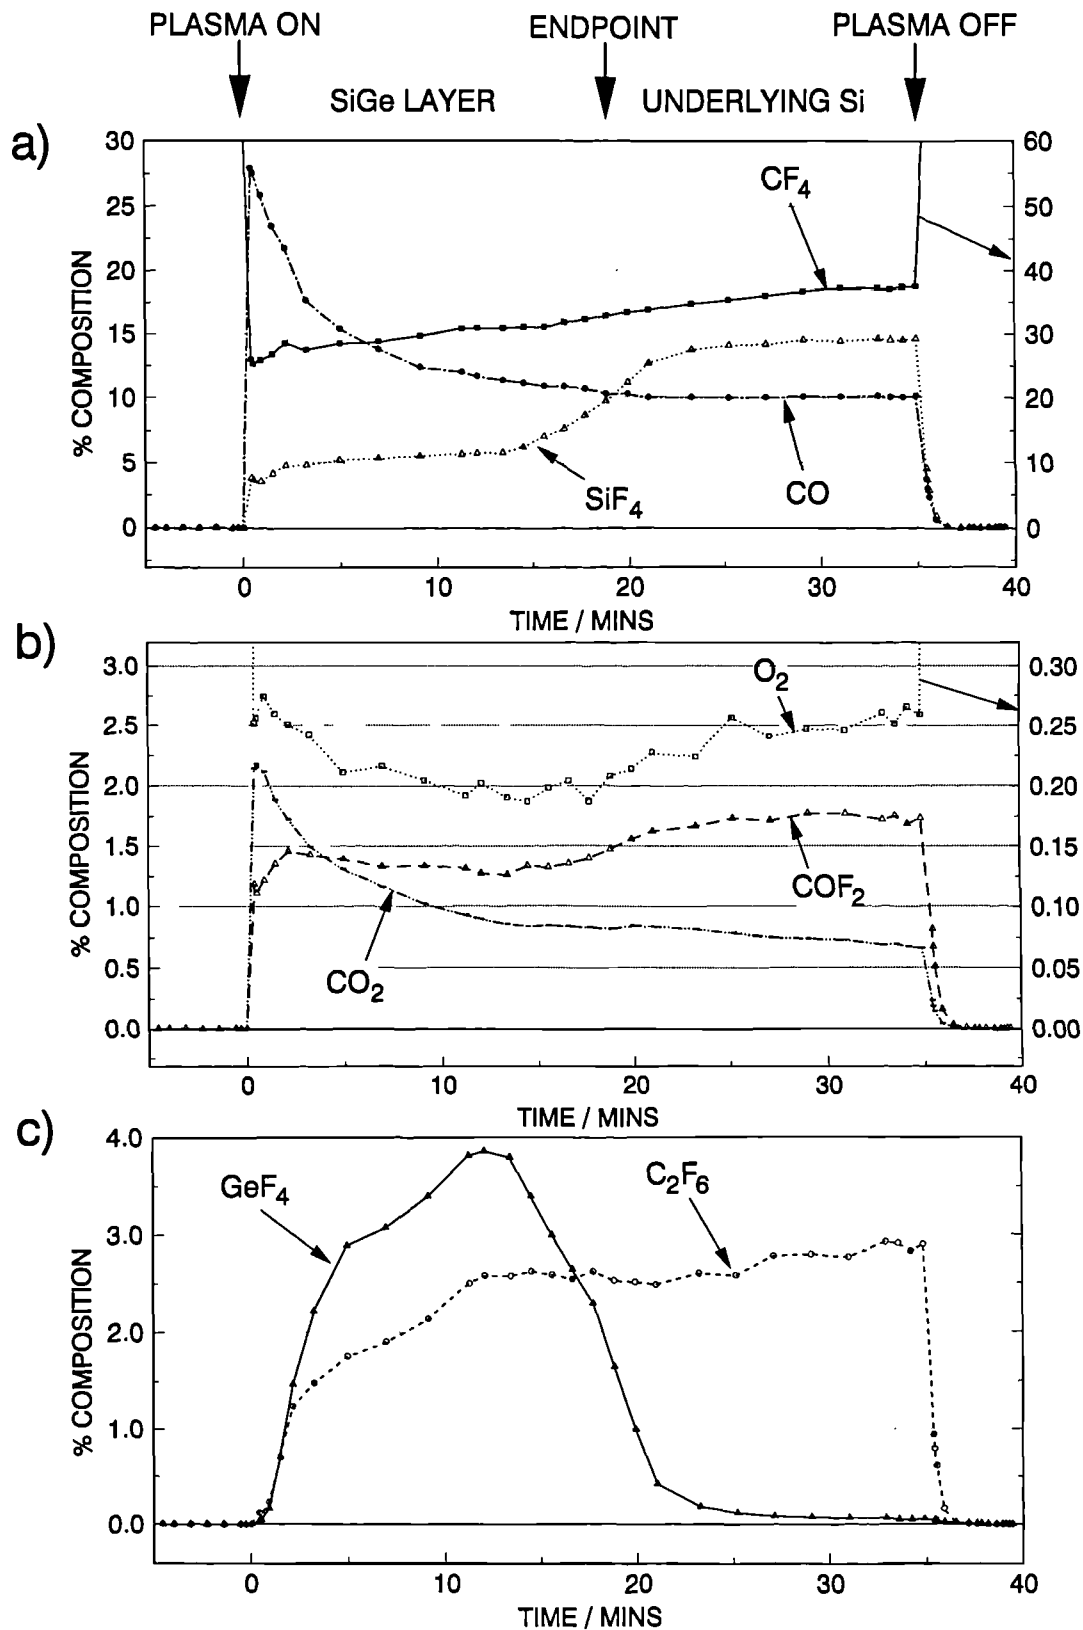 PLASMA ON ENDPOINT PLASMA OFF
SiGe LAYER UNDERLYING Si
a)
30 60
CF4
25 50
20 40
15 30
10 20
5 10
0 0
% COMPOSITION
SiF4
CO
0 10 20 30 40
TIME / MINS
b)
3.0 0.30
O2
2.5 0.25
2.0 0.20
1.5 0.15
COF2
1.0 0.10
CO2
0.5 0.05
0.0 0.00
% COMPOSITION
0 10 20 30 40
TIME / MINS
c)
4.0
GeF4
C2F6
3.0
2.0
1.0
0.0
% COMPOSITION
0 10 20 30 40
TIME / MINS